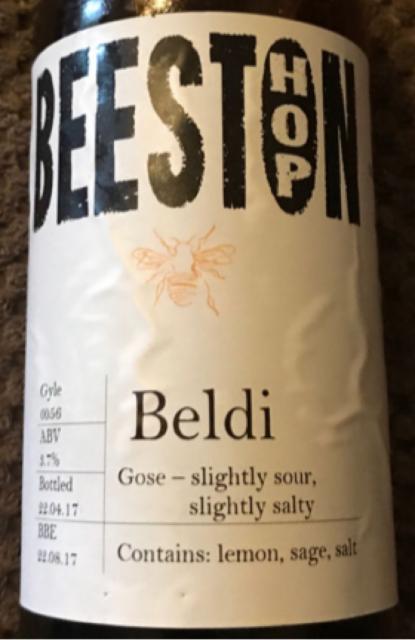 BEESTON
HOP
Gyle
0056
ABV
3.7%
Bottled
22.04.17
BBE
22.08.17
Beldi
Gose – slightly sour,
slightly salty
Contains: lemon, sage, salt